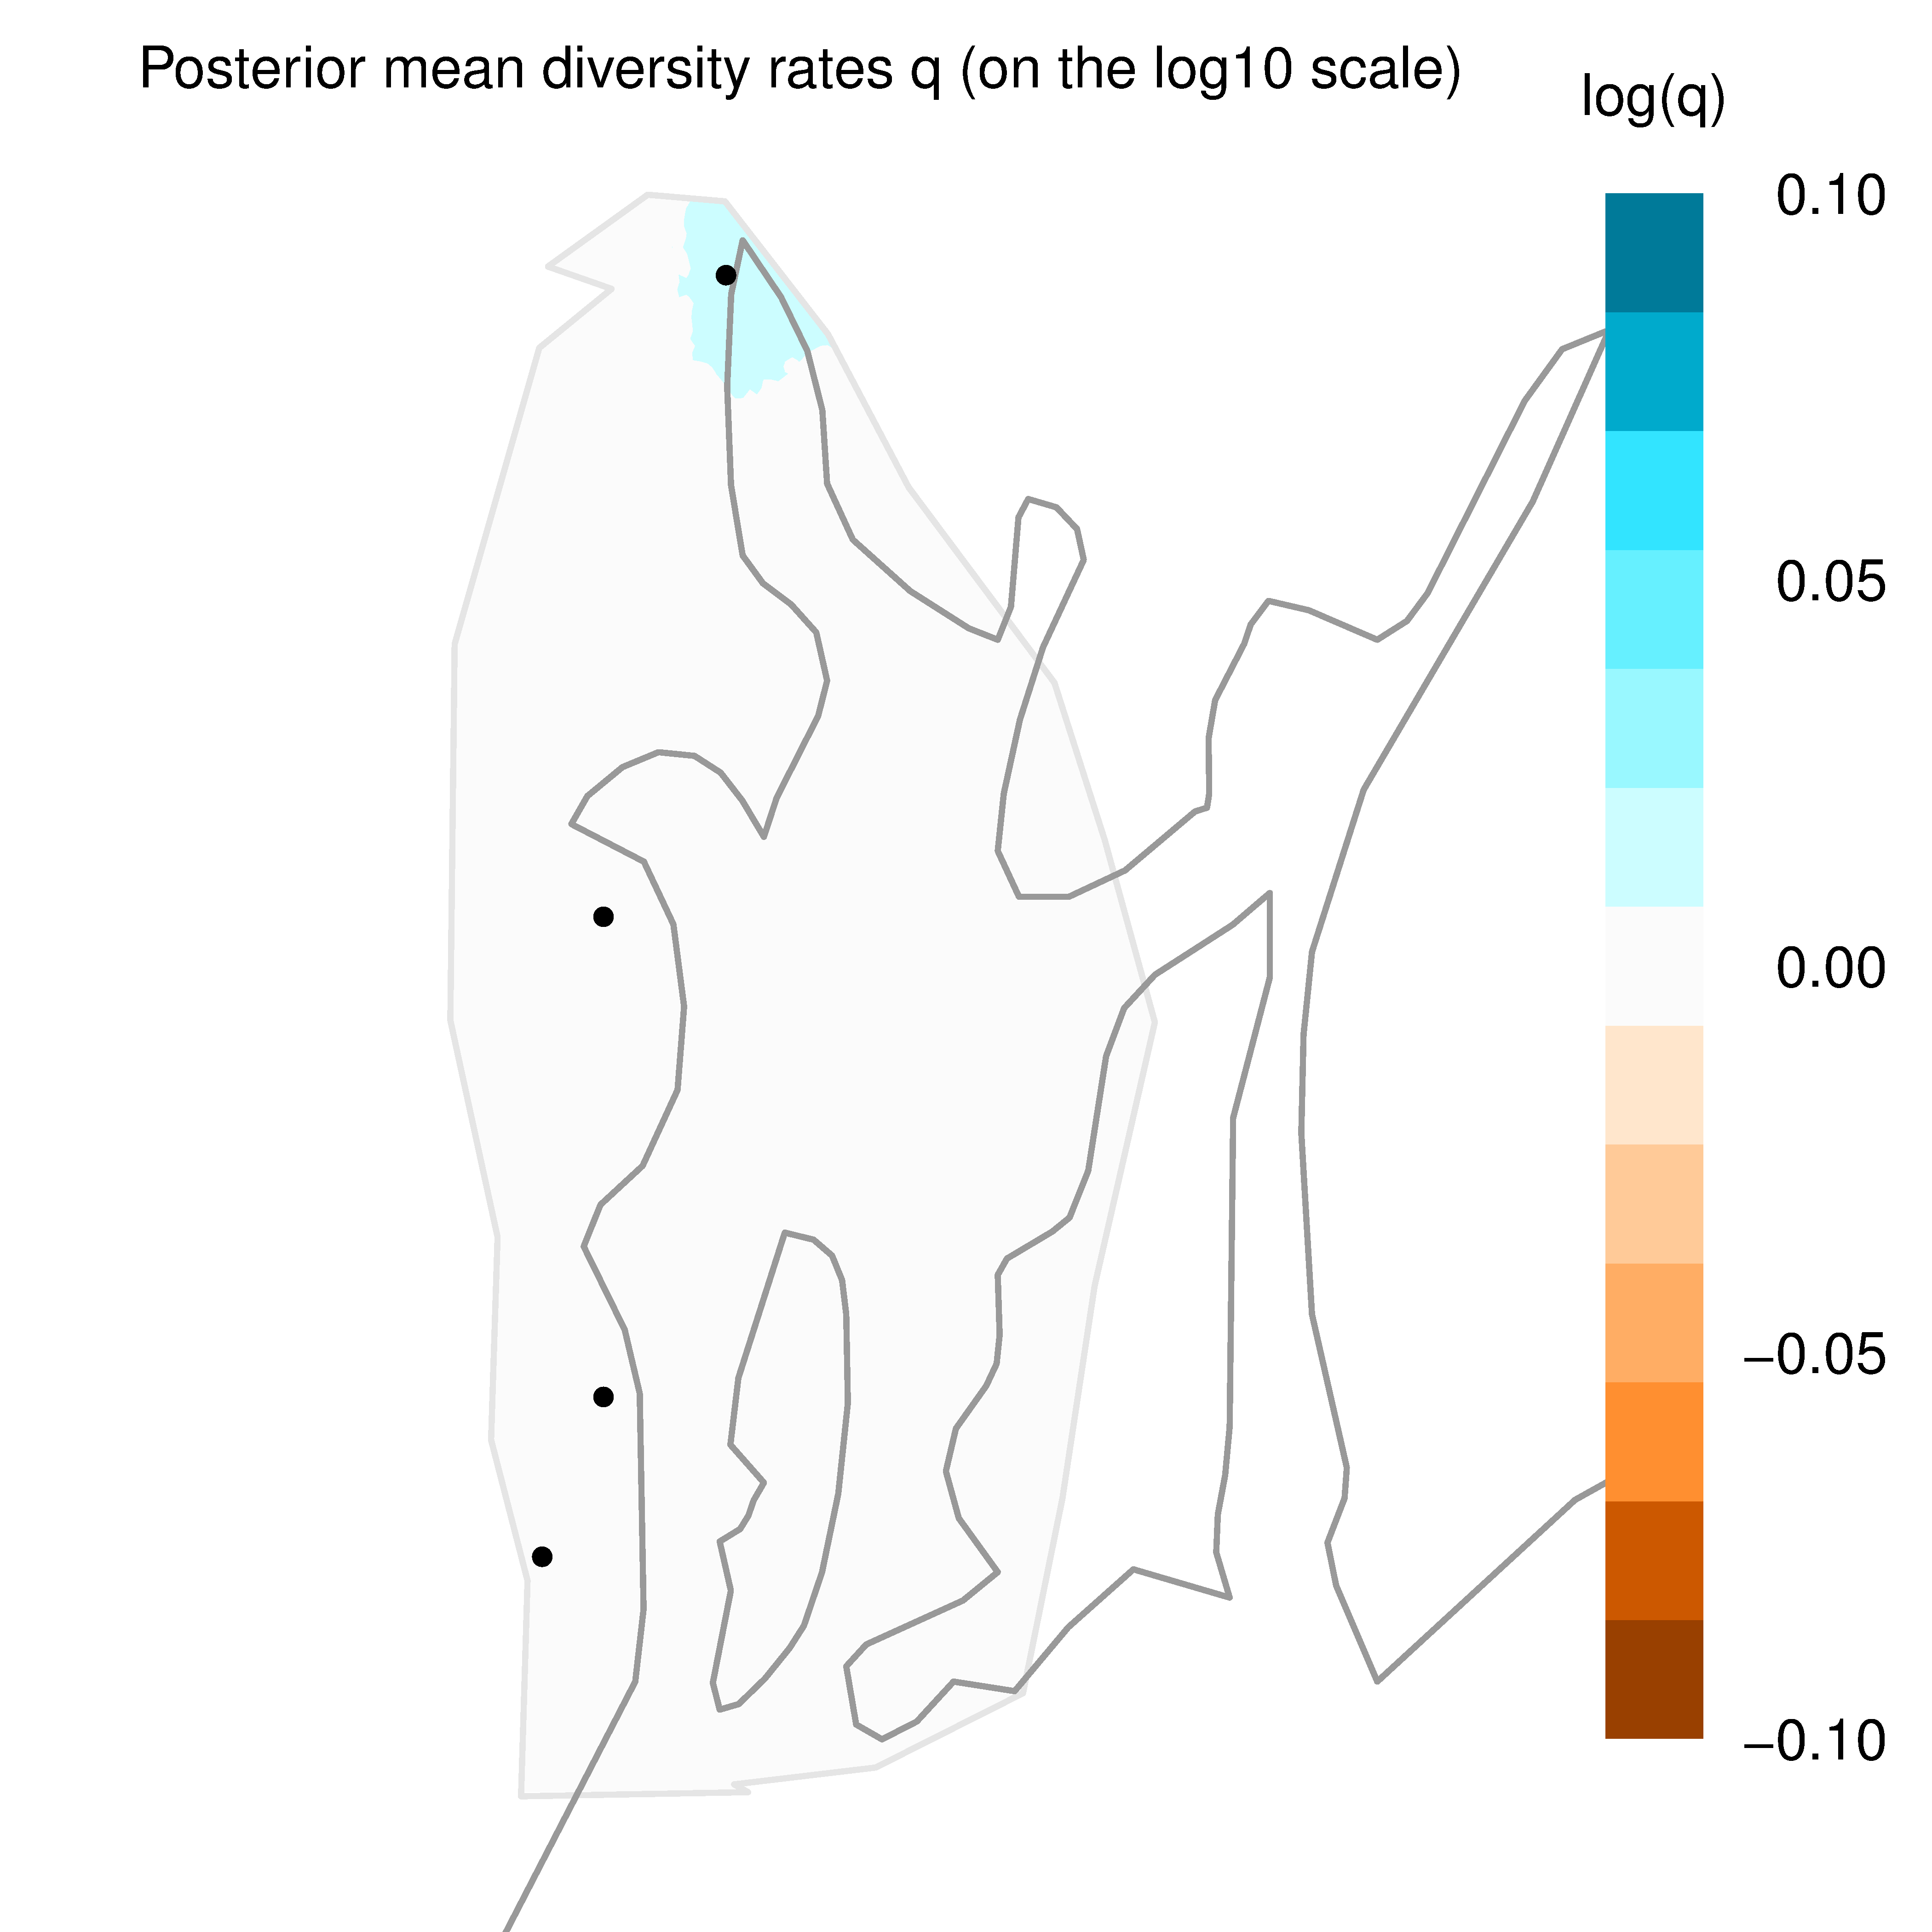 Posterior mean diversity rates q (on the log10 scale)
log(q)
0.10
0.05
0.00
−0.05
−0.10